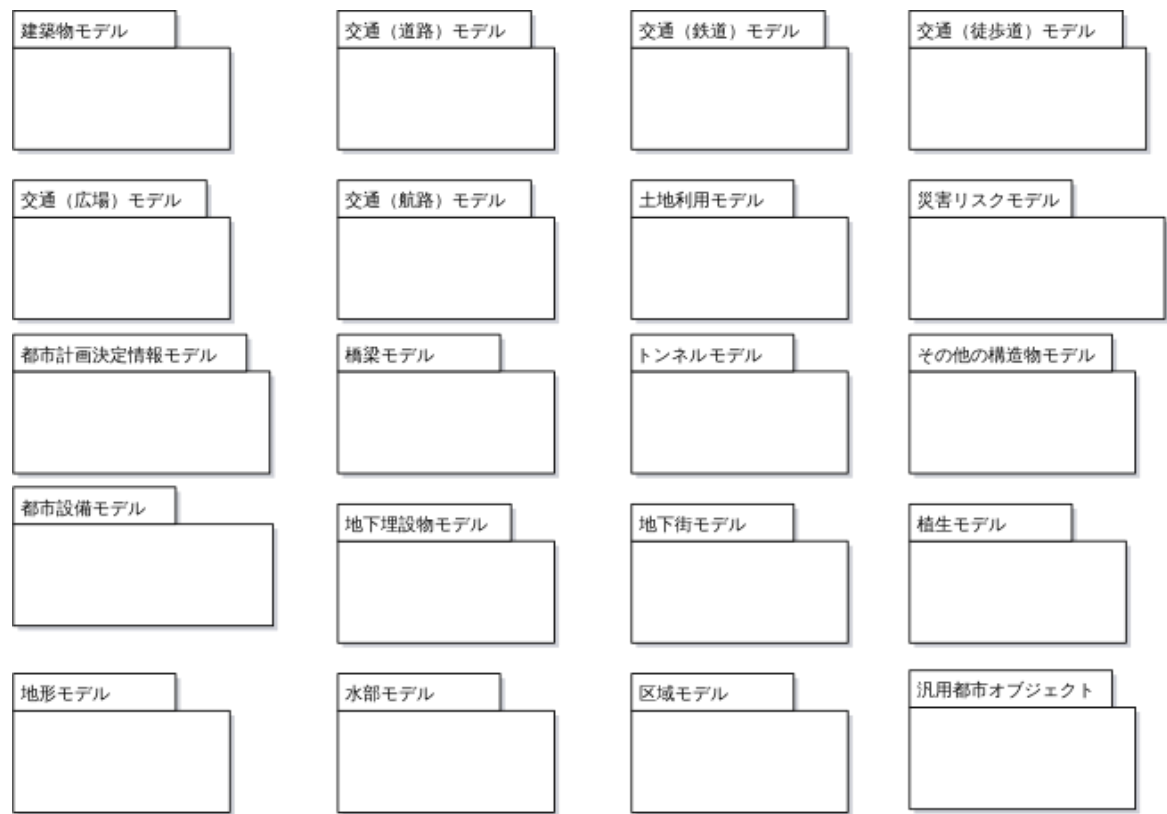 建築物モデル
交通（道路）モデル
交通（鉄道）モデル
交通（徒歩道）モデル
交通（広場）モデル
交通（航路）モデル
土地利用モデル
災害リスクモデル
都市計画決定情報モデル
橋梁モデル
トンネルモデル
その他の構造物モデル
都市設備モデル
地下埋設物モデル
地下街モデル
植生モデル
地形モデル
水部モデル
区域モデル
汎用都市オブジェクト